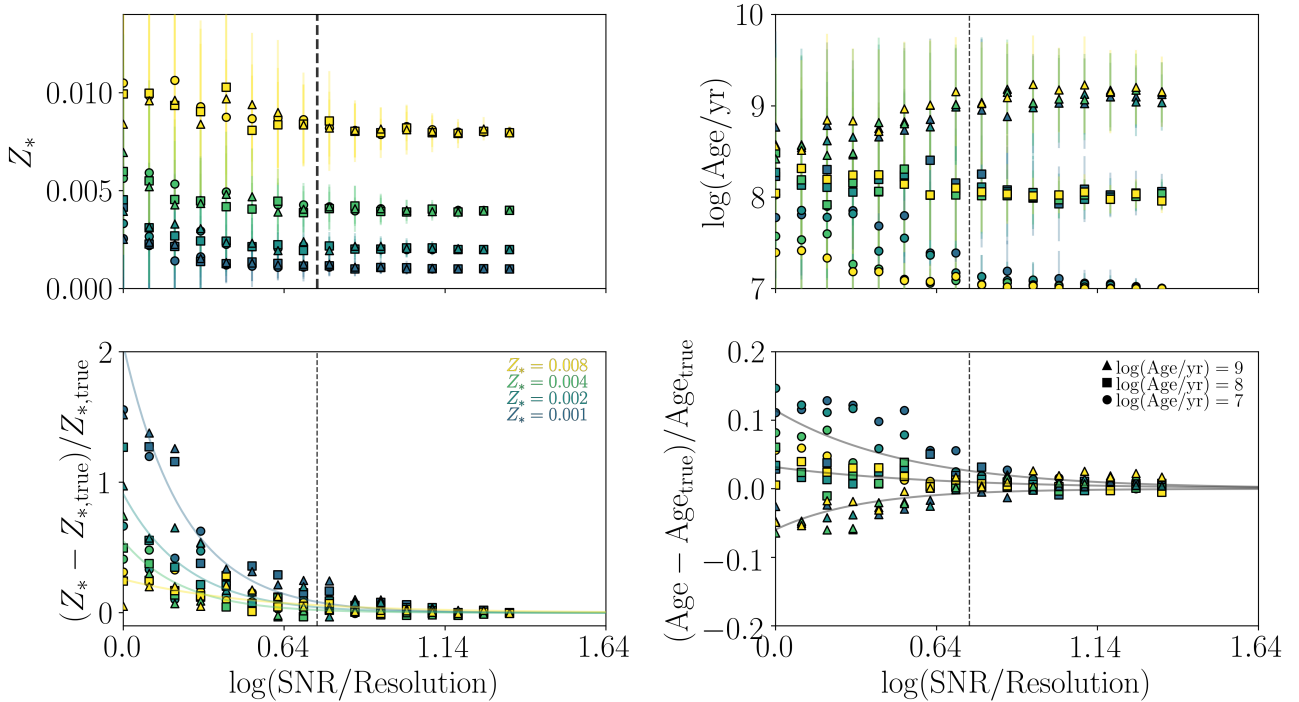 0.010
0.005
0.000
Z_*
10
9
8
7
log(Age/yr)
2
1
0
(Z_* − Z_{*,true})/Z_{*,true}
Z_* = 0.008
Z_* = 0.004
Z_* = 0.002
Z_* = 0.001
0.0 0.64 1.14 1.64
log(SNR/Resolution)
0.2
0.1
0.0
−0.1
−0.2
(Age − Age_{true})/Age_{true}
log(Age/yr) = 9
log(Age/yr) = 8
log(Age/yr) = 7
0.0 0.64 1.14 1.64
log(SNR/Resolution)